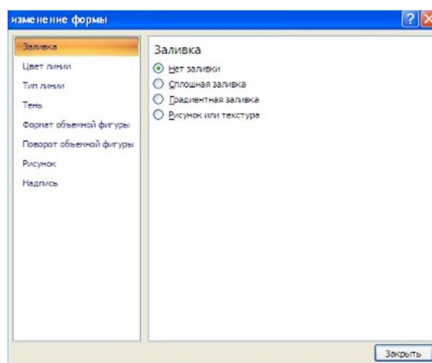 изменение формы
Заливка
Цвет линии
Тип линии
Тень
Формат объемной фигуры
Поворот объемной фигуры
Рисунок
Надпись
Заливка
Нет заливки
Сплошная заливка
Градиентная заливка
Рисунок или текстура
Закрыть